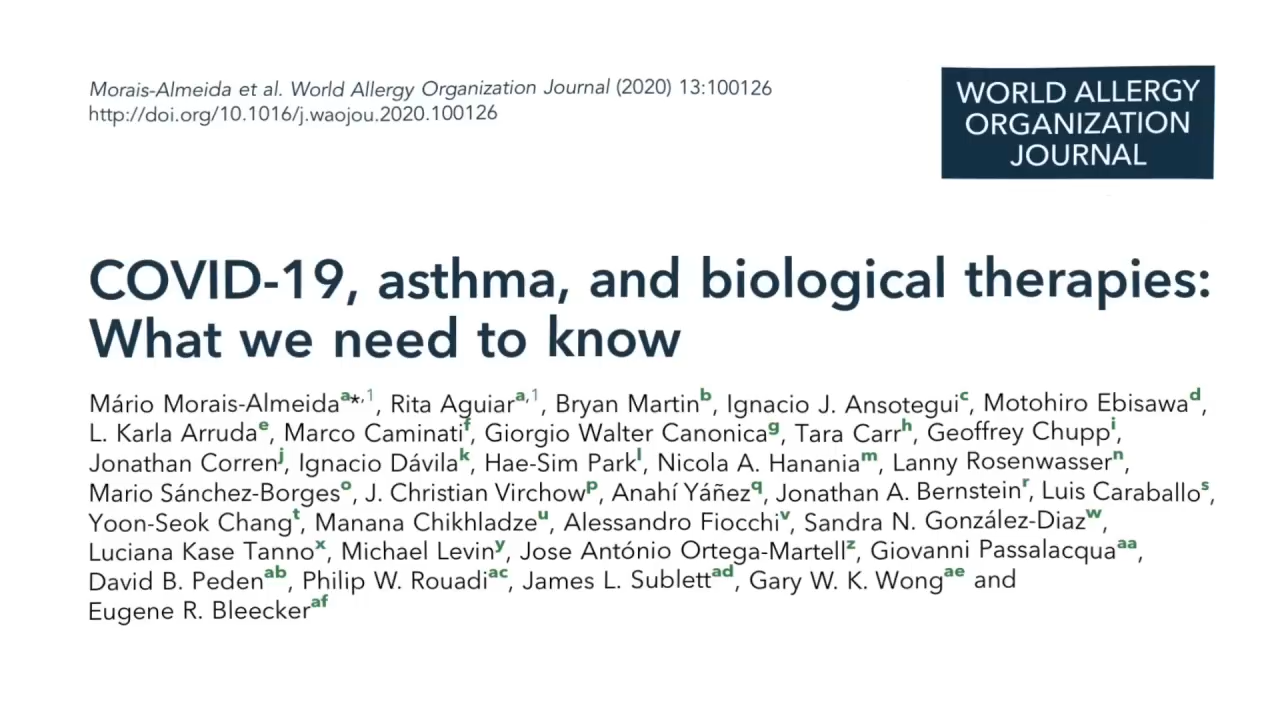 Morais-Almeida et al. World Allergy Organization Journal (2020) 13:100126
http://doi.org/10.1016/j.waojou.2020.100126
WORLD ALLERGY
ORGANIZATION
JOURNAL
COVID-19, asthma, and biological therapies:
What we need to know
Mário Morais-Almeidaa*,1, Rita Aguiara,1, Bryan Martinb, Ignacio J. Ansoteguic, Motohiro Ebisawad,
L. Karla Arrudae, Marco Caminatif, Giorgio Walter Canonicag, Tara Carrh, Geoffrey Chuppi,
Jonathan Correnj, Ignacio Dávilak, Hae-Sim Parkl, Nicola A. Hananiam, Lanny Rosenwassern,
Mario Sánchez-Borgeso, J. Christian Virchowp, Anahí Yáñezq, Jonathan A. Bernsteinr, Luis Caraballos,
Yoon-Seok Changt, Manana Chikhladzeu, Alessandro Fiocchiv, Sandra N. González-Diazw,
Luciana Kase Tannox, Michael Leviny, Jose António Ortega-Martellz, Giovanni Passalacquaaa,
David B. Pedenab, Philip W. Rouadiac, James L. Sublettad, Gary W. K. Wongae and
Eugene R. Bleeckeraf